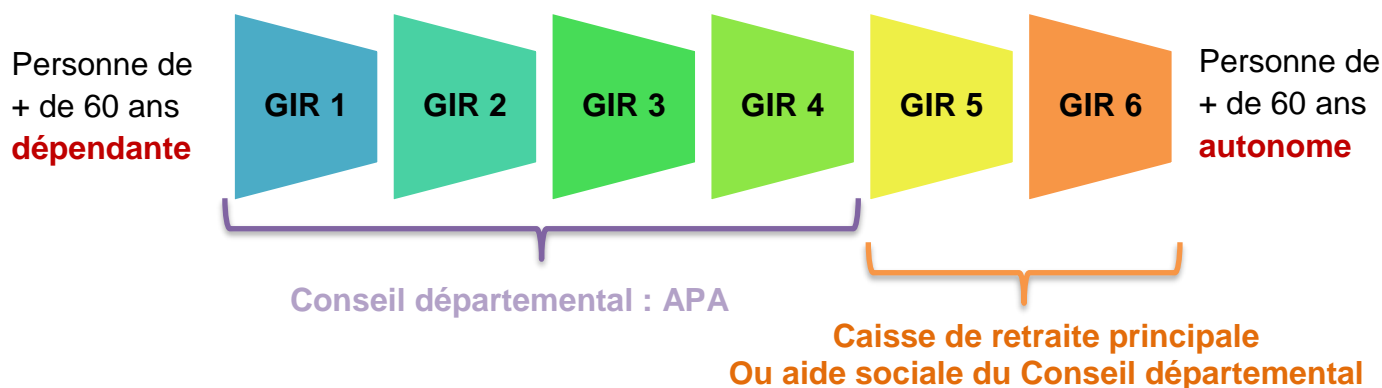 Personne de
+ de 60 ans
dépendante
GIR 1
GIR 2
GIR 3
GIR 4
GIR 5
GIR 6
Personne de
+ de 60 ans
autonome
Conseil départemental : APA
Caisse de retraite principale
Ou aide sociale du Conseil départemental